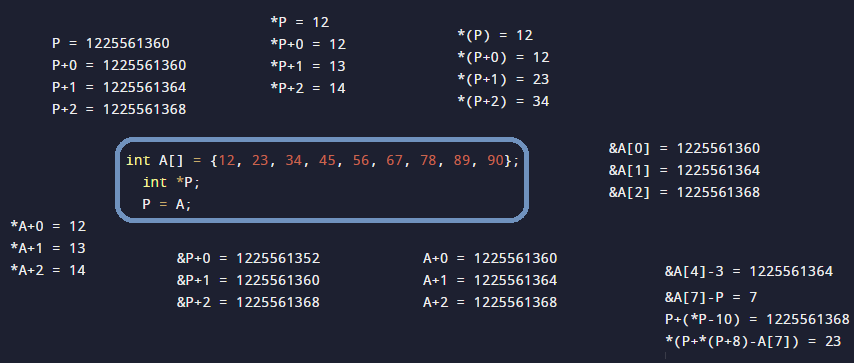 P = 1225561360
P+0 = 1225561360
P+1 = 1225561364
P+2 = 1225561368
*P = 12
*P+0 = 12
*P+1 = 13
*P+2 = 14
*(P) = 12
*(P+0) = 12
*(P+1) = 23
*(P+2) = 34
int A[] = {12, 23, 34, 45, 56, 67, 78, 89, 90};
int *P;
P = A;
&A[0] = 1225561360
&A[1] = 1225561364
&A[2] = 1225561368
*A+0 = 12
*A+1 = 13
*A+2 = 14
&P+0 = 1225561352
&P+1 = 1225561360
&P+2 = 1225561368
A+0 = 1225561360
A+1 = 1225561364
A+2 = 1225561368
&A[4]-3 = 1225561364
&A[7]-P = 7
P+(*P-10) = 1225561368
*(P+*(P+8)-A[7]) = 23